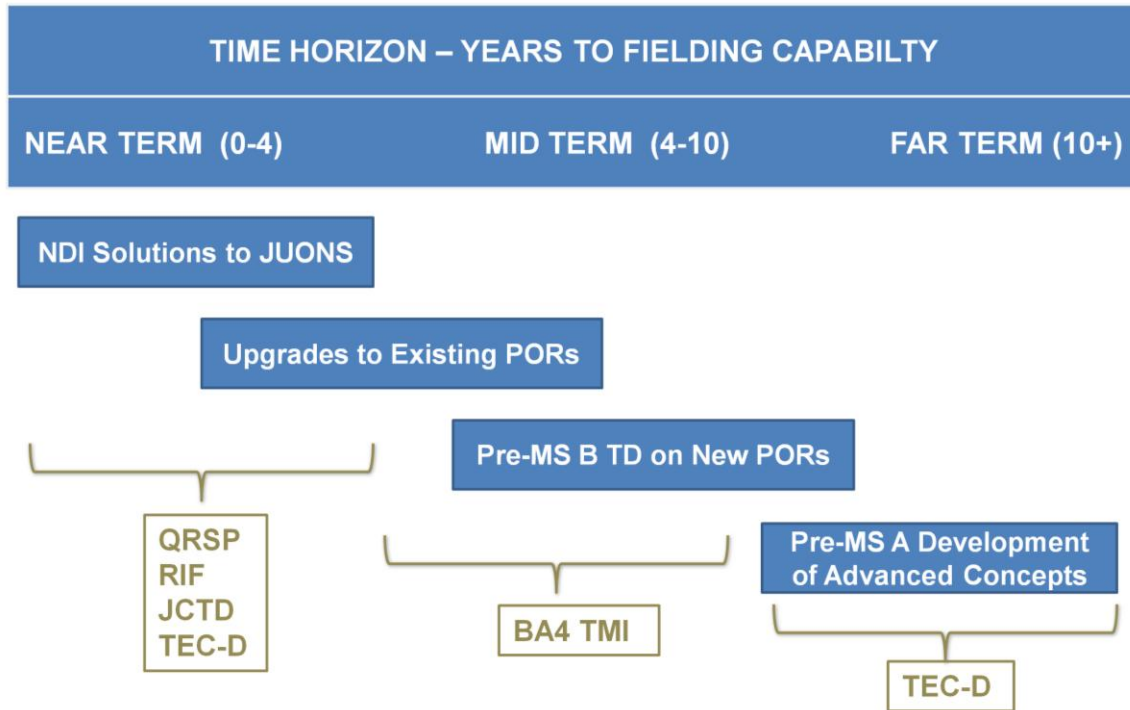 TIME HORIZON – YEARS TO FIELDING CAPABILTY
NEAR TERM (0-4)
MID TERM (4-10)
FAR TERM (10+)
NDI Solutions to JUONS
Upgrades to Existing PORs
Pre-MS B TD on New PORs
Pre-MS A Development
of Advanced Concepts
QRSP
RIF
JCTD
TEC-D
BA4 TMI
TEC-D